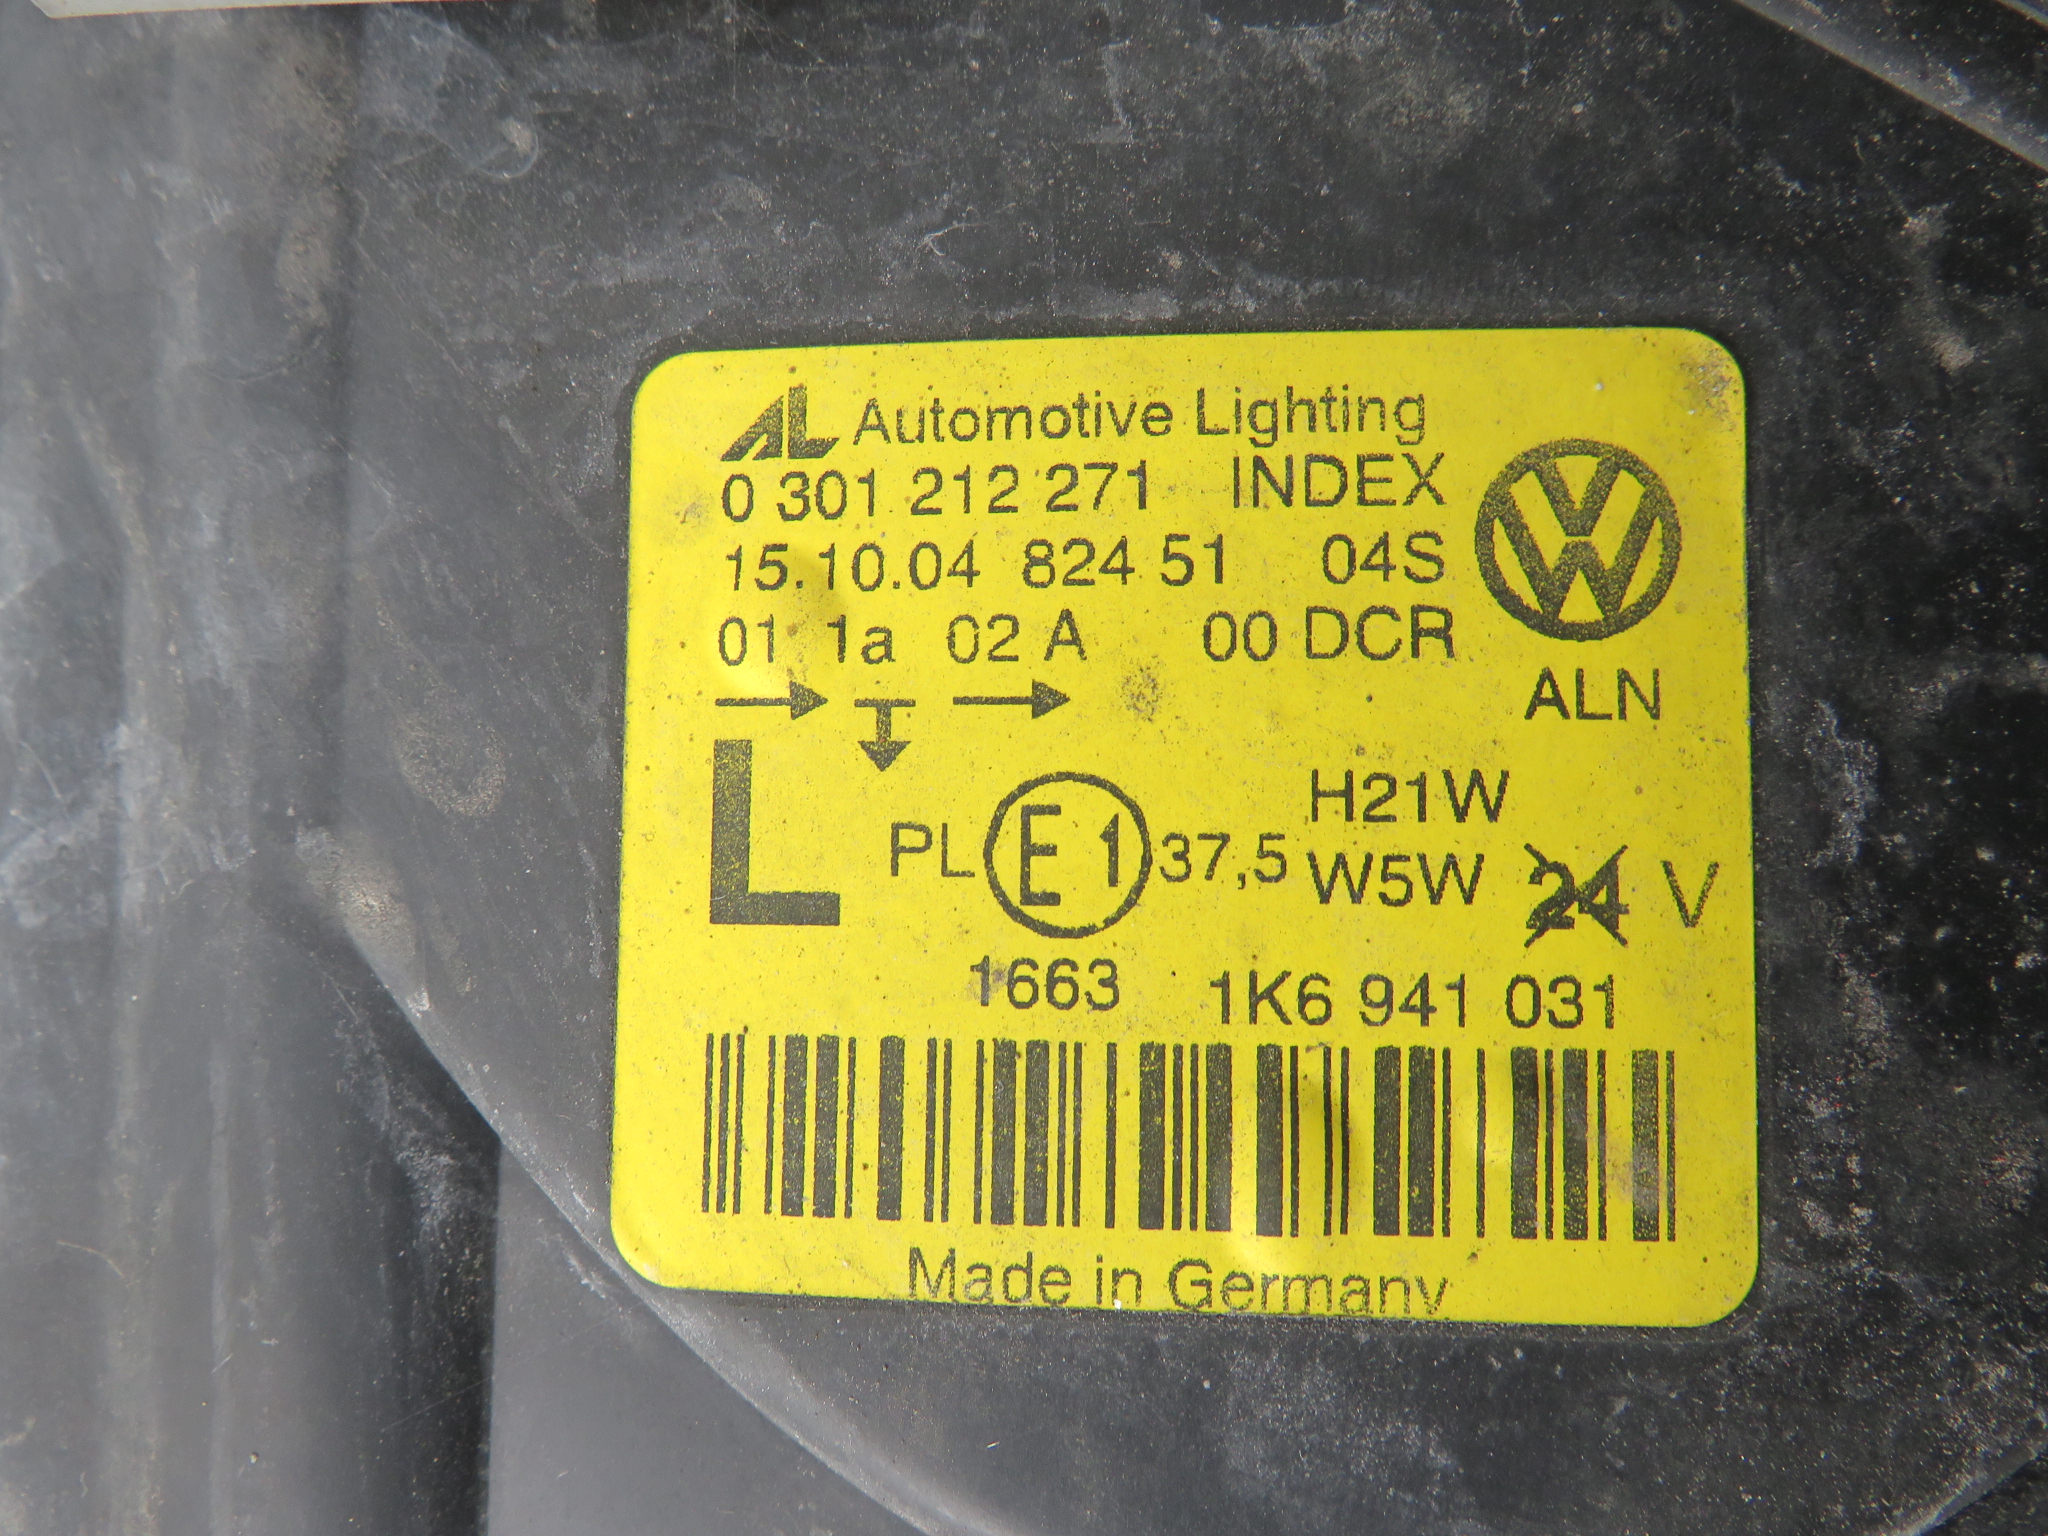 AL Automotive Lighting
0 301 212 271 INDEX
15.10.04 824 51 04S
01 1a 02 A 00 DCR
ALN
L PL E1 37,5 H21W
W5W 24 V
1663 1K6 941 031
Made in Germany